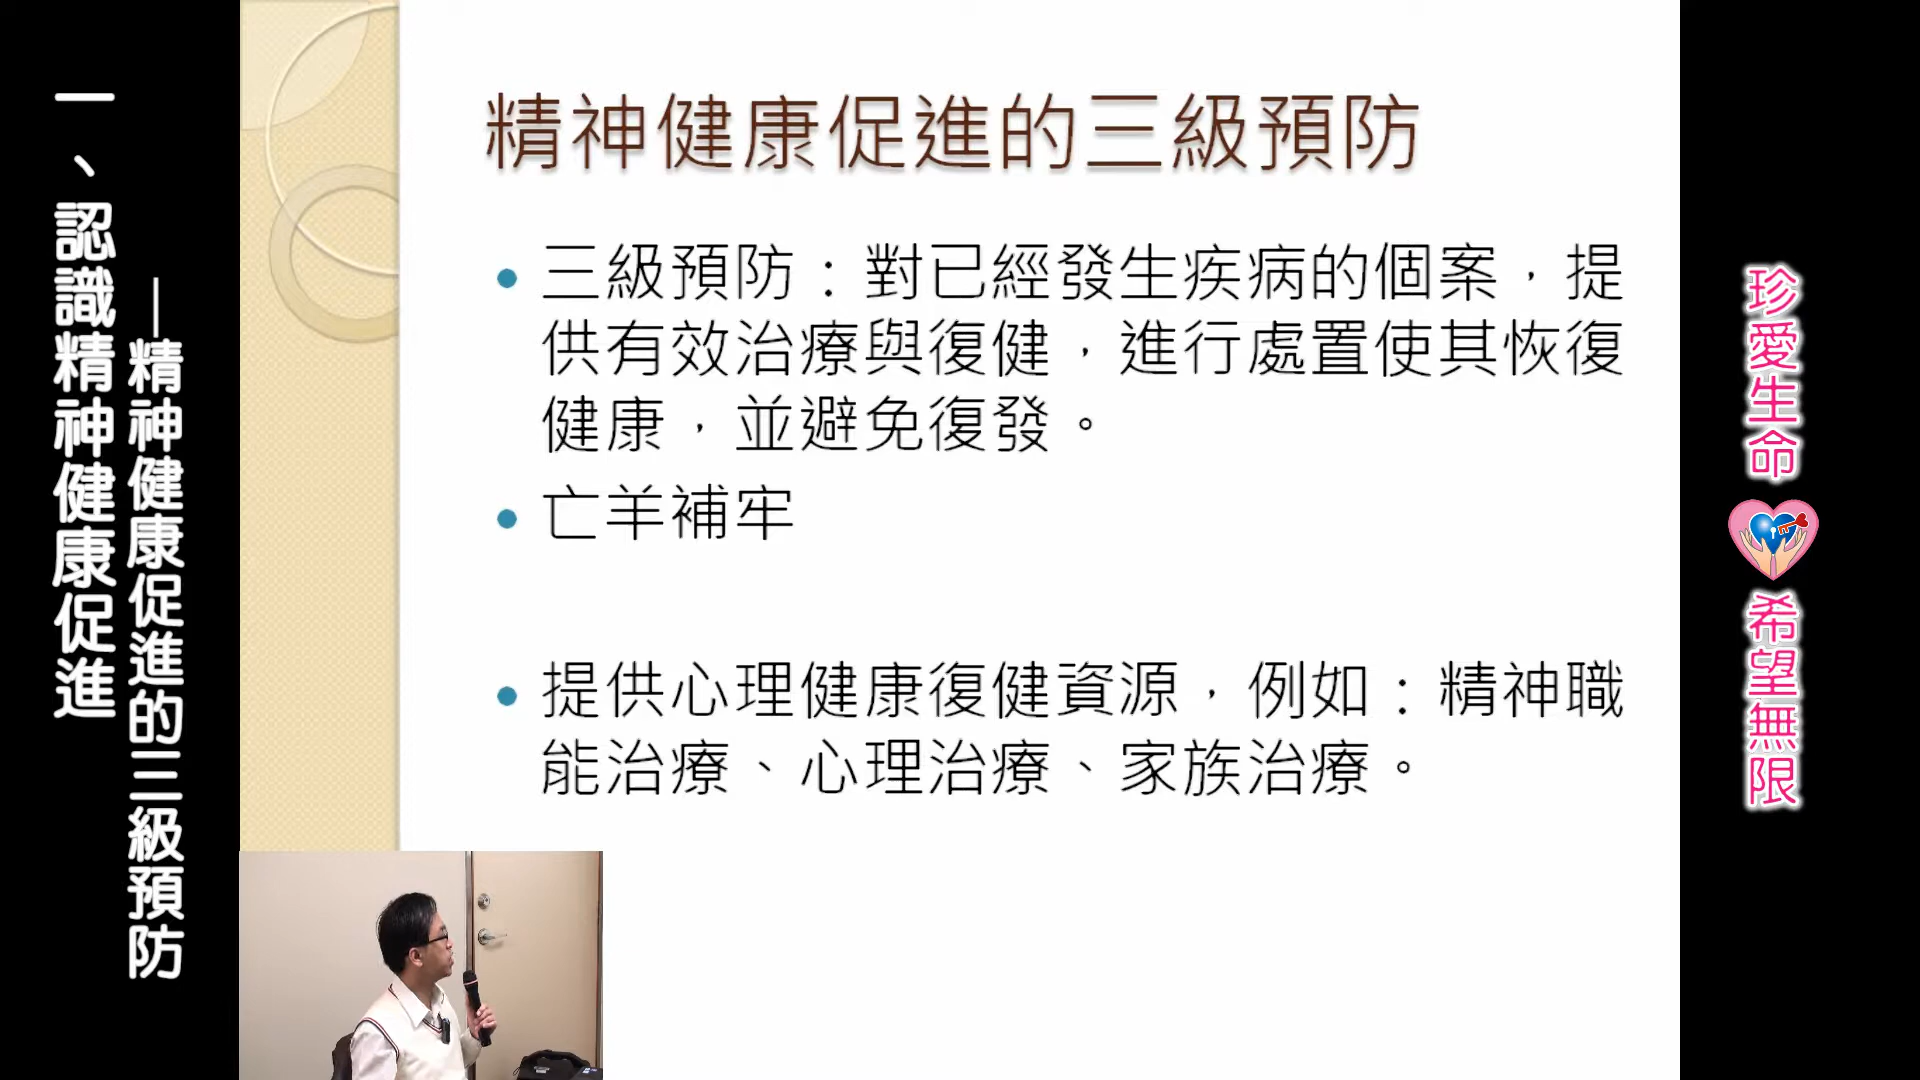 一、認識精神健康促進
—精神健康促進的三級預防
精神健康促進的三級預防
三級預防：對已經發生疾病的個案，提
供有效治療與復健，進行處置使其恢復
健康，並避免復發。
亡羊補牢
提供心理健康復健資源，例如：精神職
能治療、心理治療、家族治療。
珍愛生命
希望無限